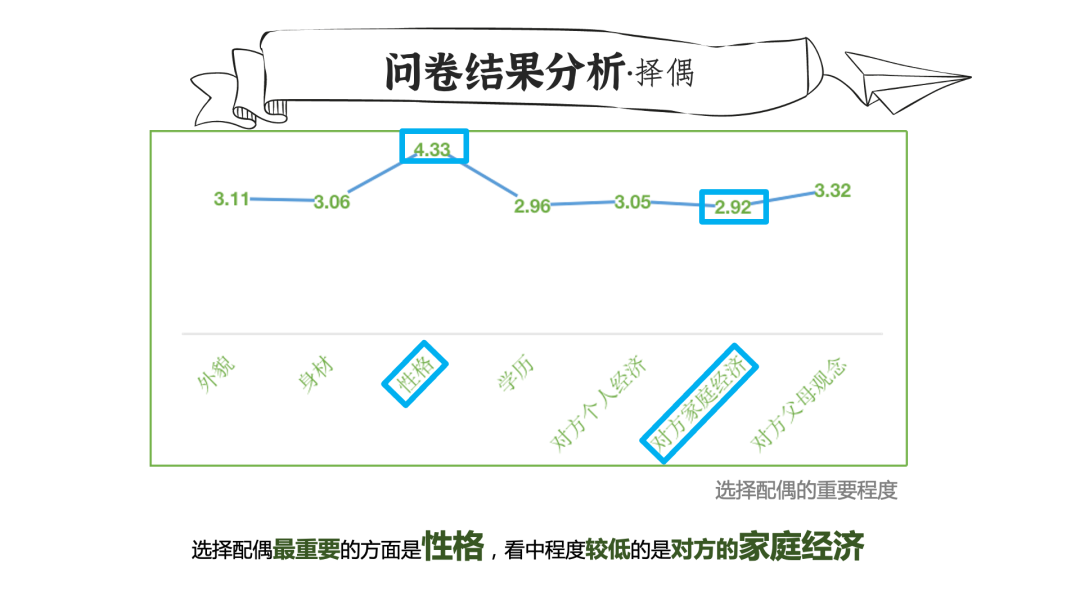 问卷结果分析·择偶
4.33
3.11
3.06
2.96
3.05
2.92
3.32
外貌
身材
性格
学历
对方个人经济
对方家庭经济
对方父母观念
选择配偶的重要程度
选择配偶最重要的方面是性格，看中程度较低的是对方的家庭经济